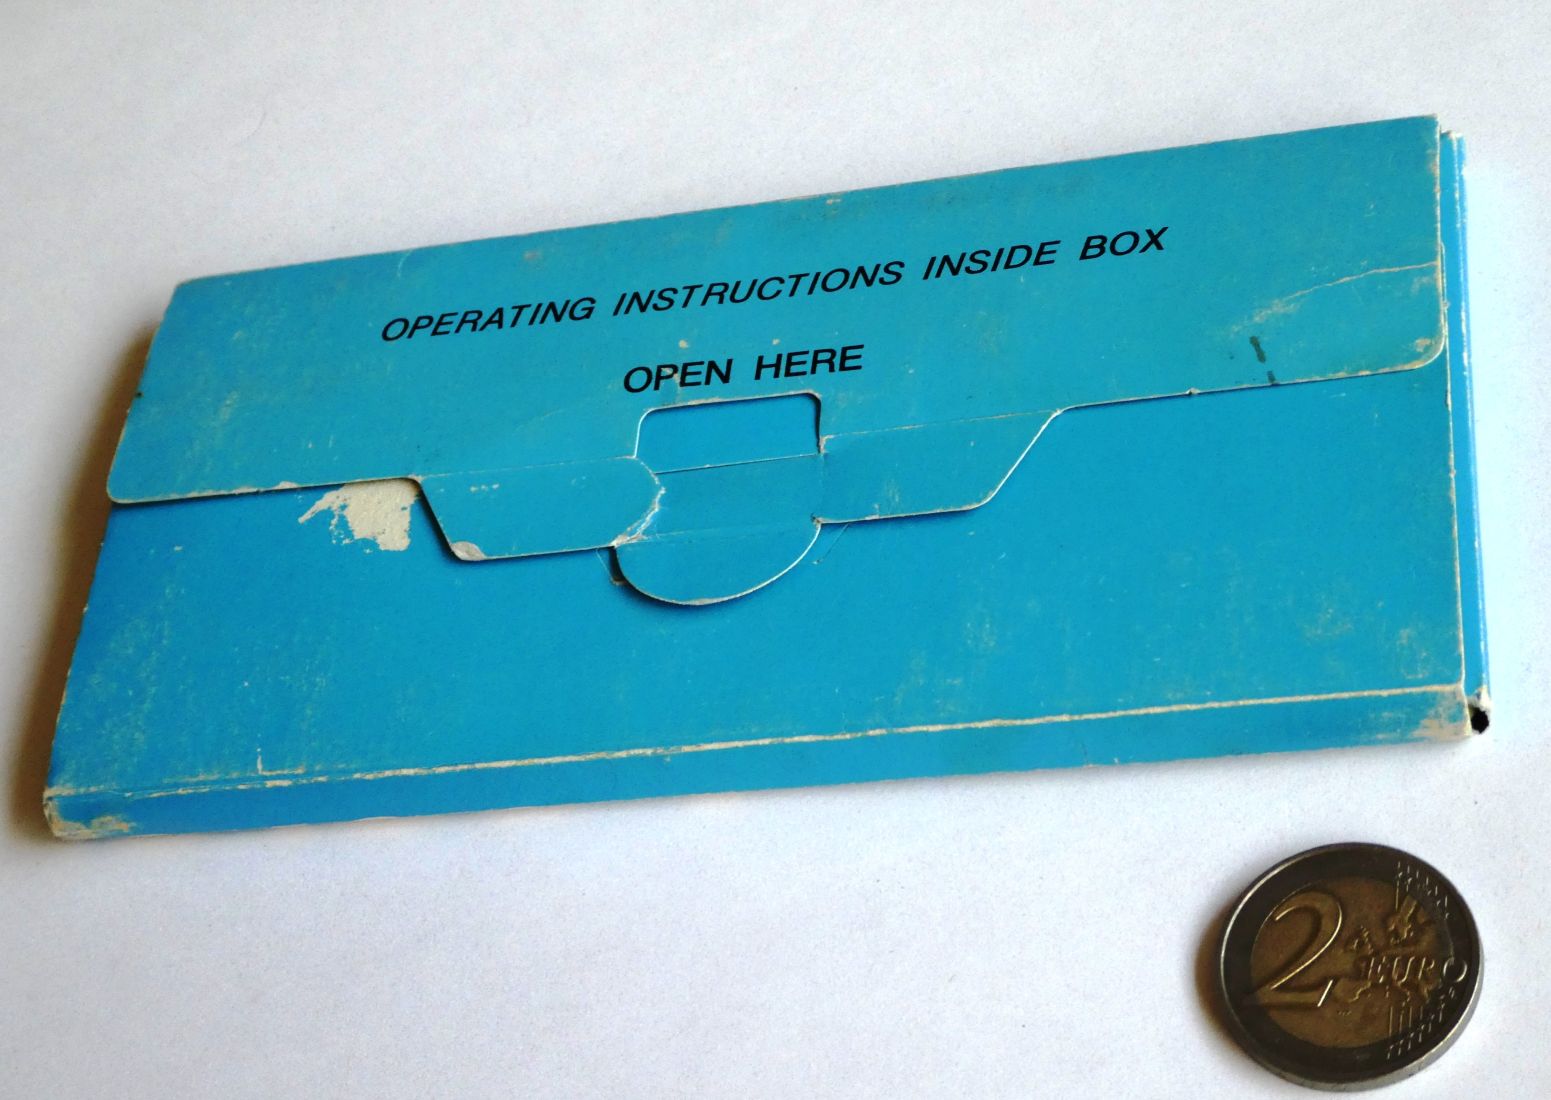 OPERATING INSTRUCTIONS INSIDE BOX
OPEN HERE
2 EURO